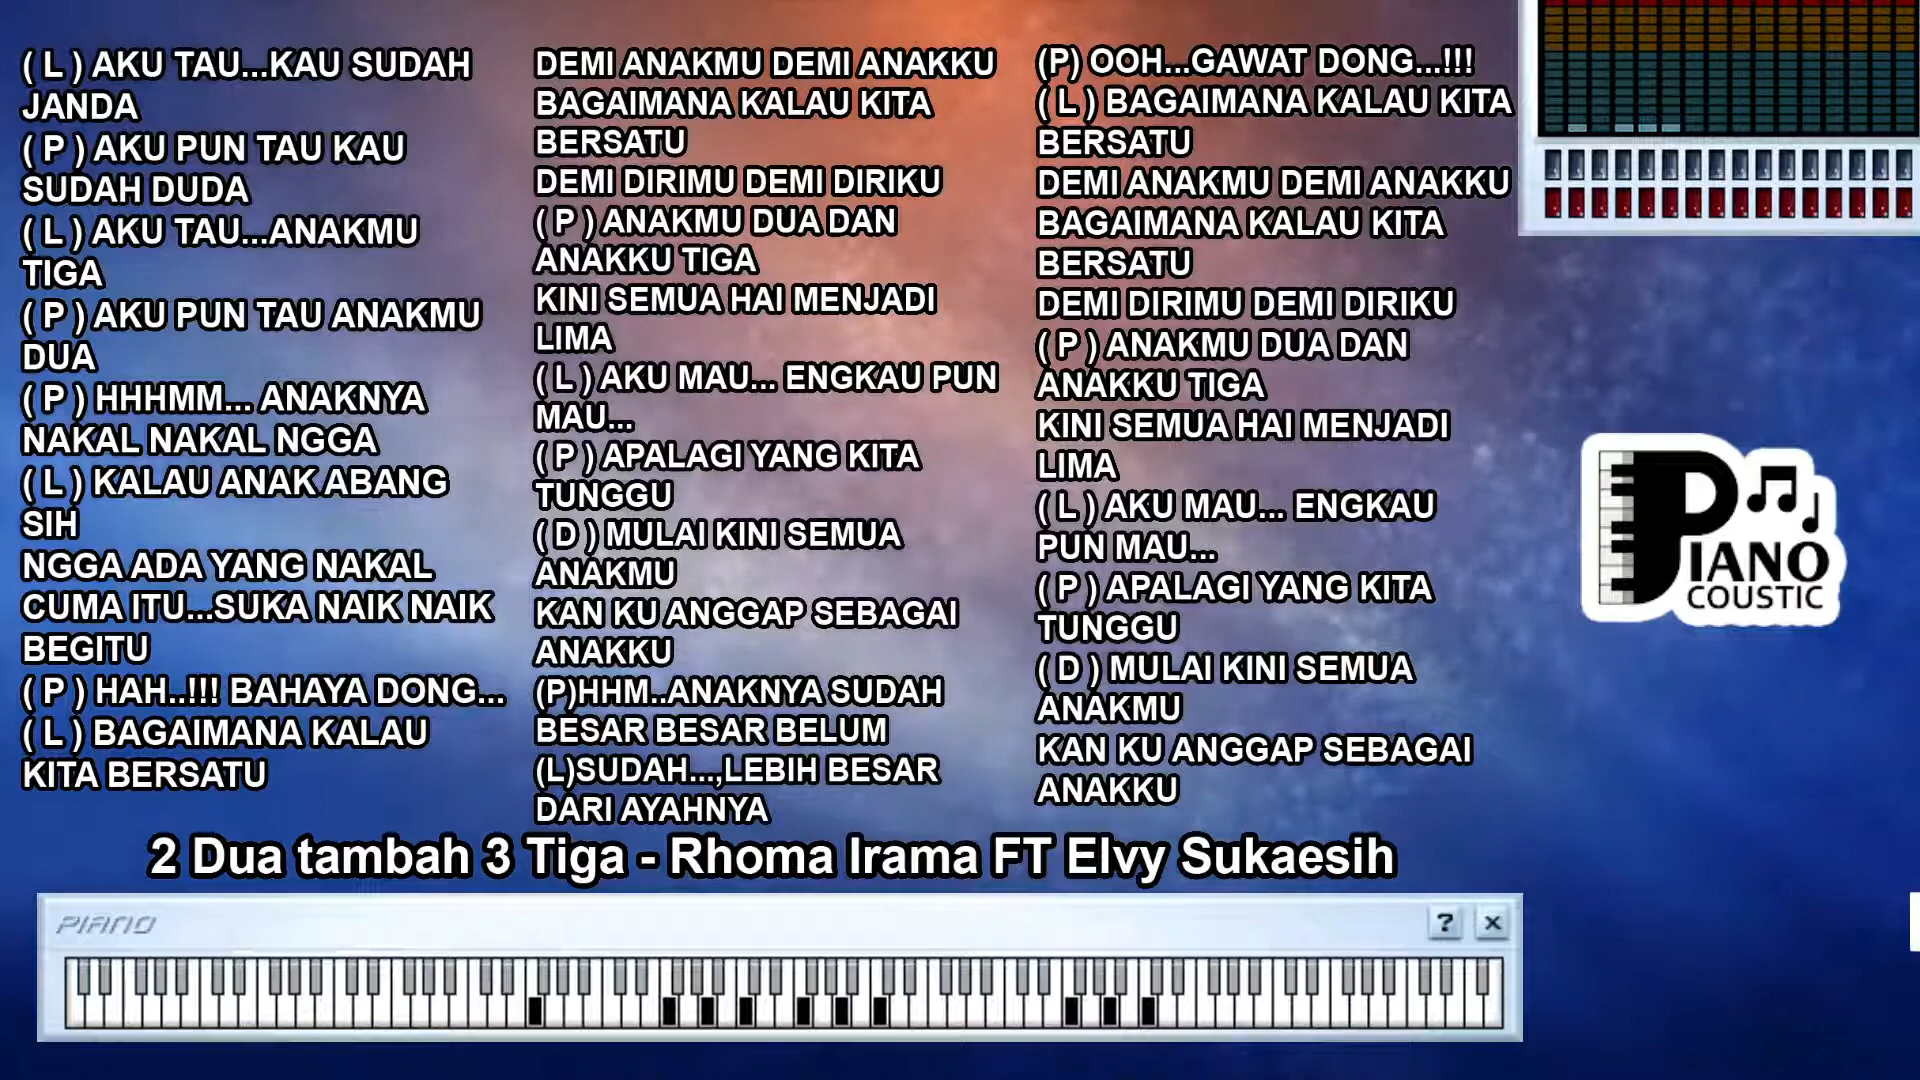 ( L ) AKU TAU...KAU SUDAH
JANDA
( P ) AKU PUN TAU KAU
SUDAH DUDA
( L ) AKU TAU...ANAKMU
TIGA
( P ) AKU PUN TAU ANAKMU
DUA
( P ) HHHMM... ANAKNYA
NAKAL NAKAL NGGA
( L ) KALAU ANAK ABANG
SIH
NGGA ADA YANG NAKAL
CUMA ITU...SUKA NAIK NAIK
BEGITU
( P ) HAH..!!! BAHAYA DONG...
( L ) BAGAIMANA KALAU
KITA BERSATU
DEMI ANAKMU DEMI ANAKKU
BAGAIMANA KALAU KITA
BERSATU
DEMI DIRIMU DEMI DIRIKU
( P ) ANAKMU DUA DAN
ANAKKU TIGA
KINI SEMUA HAI MENJADI
LIMA
( L ) AKU MAU... ENGKAU PUN
MAU...
( P ) APALAGI YANG KITA
TUNGGU
( D ) MULAI KINI SEMUA
ANAKMU
KAN KU ANGGAP SEBAGAI
ANAKKU
(P)HHM..ANAKNYA SUDAH
BESAR BESAR BELUM
(L)SUDAH...,LEBIH BESAR
DARI AYAHNYA
(P) OOH...GAWAT DONG...!!!
( L ) BAGAIMANA KALAU KITA
BERSATU
DEMI ANAKMU DEMI ANAKKU
BAGAIMANA KALAU KITA
BERSATU
DEMI DIRIMU DEMI DIRIKU
( P ) ANAKMU DUA DAN
ANAKKU TIGA
KINI SEMUA HAI MENJADI
LIMA
( L ) AKU MAU... ENGKAU
PUN MAU...
( P ) APALAGI YANG KITA
TUNGGU
( D ) MULAI KINI SEMUA
ANAKMU
KAN KU ANGGAP SEBAGAI
ANAKKU
PIANO
COUSTIC
2 Dua tambah 3 Tiga - Rhoma Irama FT Elvy Sukaesih
PIANO
? ×